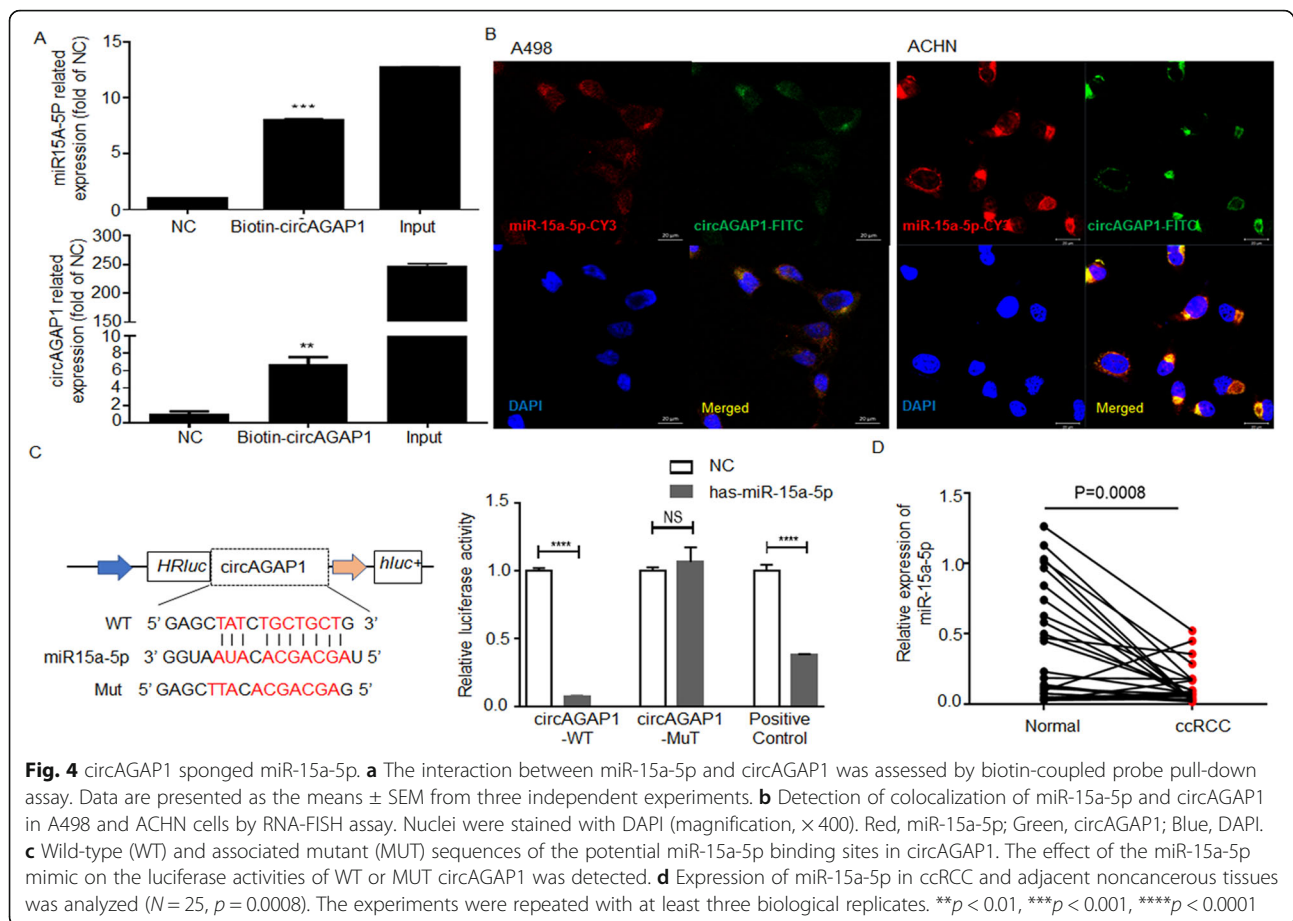 A
miR15A-5P related
expression (fold of NC)
15
10
5
0
***
NC Biotin-circAGAP1 Input
circAGAP1 related
expression (fold of NC)
300
250
200
150
10
8
6
4
2
0
**
NC Biotin-circAGAP1 Input
B
A498
miR-15a-5p-CY3
20 μm
circAGAP1-FITC
20 μm
DAPI
20 μm
Merged
20 μm
ACHN
miR-15a-5p-CY3
20 μm
circAGAP1-FITC
20 μm
DAPI
20 μm
Merged
20 μm
C
HRluc circAGAP1 hluc+
WT 5' GAGCTATCTGCTGCTG 3'
miR15a-5p 3' GGUAAUACACGACGAU 5'
Mut 5' GAGCTTACACGACGAG 5'
NC
has-miR-15a-5p
Relative luciferase activity
1.5
1.0
0.5
0.0
****
NS
****
circAGAP1
-WT
circAGAP1
-MuT
Positive
Control
D
P=0.0008
Relative expression of
miR-15a-5p
1.5
1.0
0.5
0.0
Normal ccRCC
Fig. 4 circAGAP1 sponged miR-15a-5p. a The interaction between miR-15a-5p and circAGAP1 was assessed by biotin-coupled probe pull-down
assay. Data are presented as the means ± SEM from three independent experiments. b Detection of colocalization of miR-15a-5p and circAGAP1
in A498 and ACHN cells by RNA-FISH assay. Nuclei were stained with DAPI (magnification, × 400). Red, miR-15a-5p; Green, circAGAP1; Blue, DAPI.
c Wild-type (WT) and associated mutant (MUT) sequences of the potential miR-15a-5p binding sites in circAGAP1. The effect of the miR-15a-5p
mimic on the luciferase activities of WT or MUT circAGAP1 was detected. d Expression of miR-15a-5p in ccRCC and adjacent noncancerous tissues
was analyzed (N = 25, p = 0.0008). The experiments were repeated with at least three biological replicates. **p < 0.01, ***p < 0.001, ****p < 0.0001